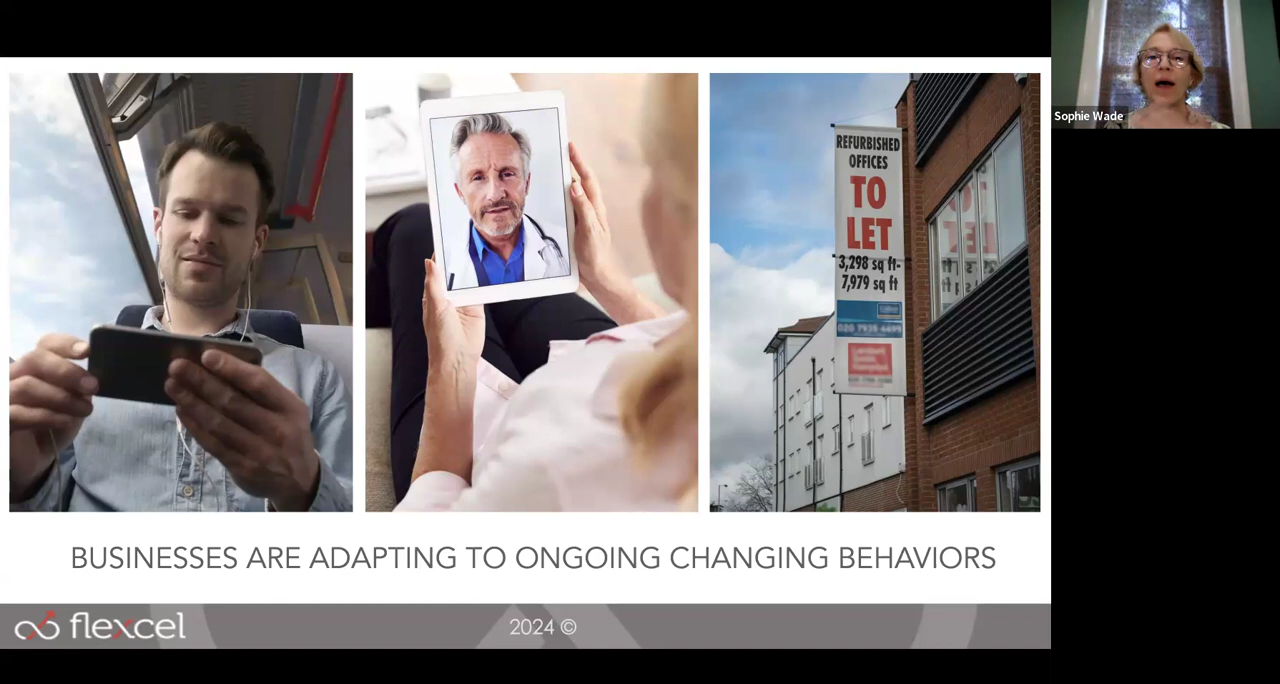 Sophie Wade
REFURBISHED
OFFICES
TO
LET
3,298 sq ft-
7,979 sq ft
BUSINESSES ARE ADAPTING TO ONGOING CHANGING BEHAVIORS
flexcel
2024 ©